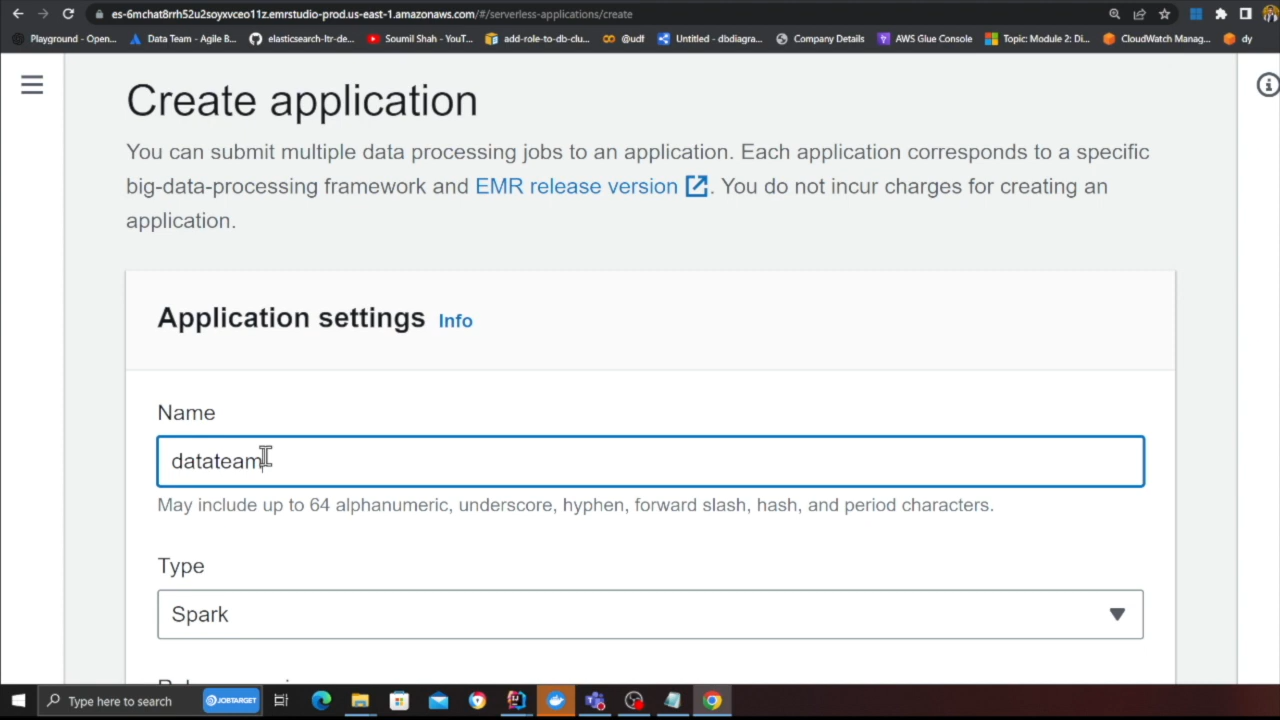 es-6mchat8rrh52u2soyxvceo11z.emrstudio-prod.us-east-1.amazonaws.com/#/serverless-applications/create
Playground - Open... Data Team - Agile B... elasticsearch-ltr-de... Soumil Shah - YouT... add-role-to-db-clu... @udf Untitled - dbdiagra... Company Details AWS Glue Console Topic: Module 2: Di... CloudWatch Manag... dy
Create application
You can submit multiple data processing jobs to an application. Each application corresponds to a specific
big-data-processing framework and EMR release version. You do not incur charges for creating an
application.
Application settings Info
Name
datateam
May include up to 64 alphanumeric, underscore, hyphen, forward slash, hash, and period characters.
Type
Spark
Type here to search JOBTARGET